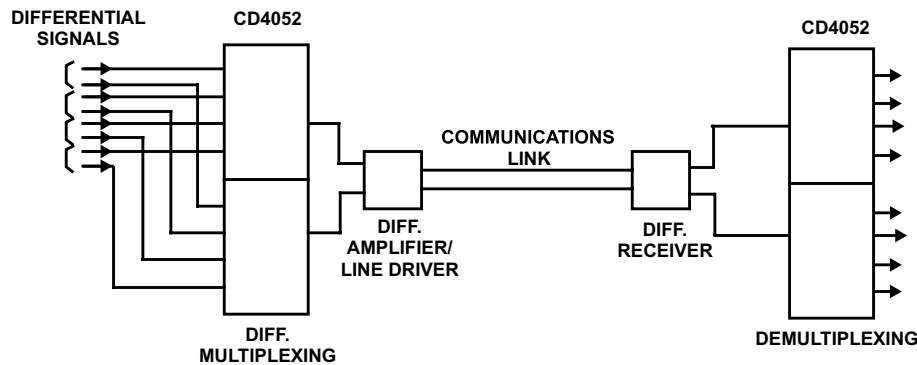 DIFFERENTIAL
SIGNALS
CD4052
DIFF.
MULTIPLEXING
DIFF.
AMPLIFIER/
LINE DRIVER
COMMUNICATIONS
LINK
DIFF.
RECEIVER
CD4052
DEMULTIPLEXING